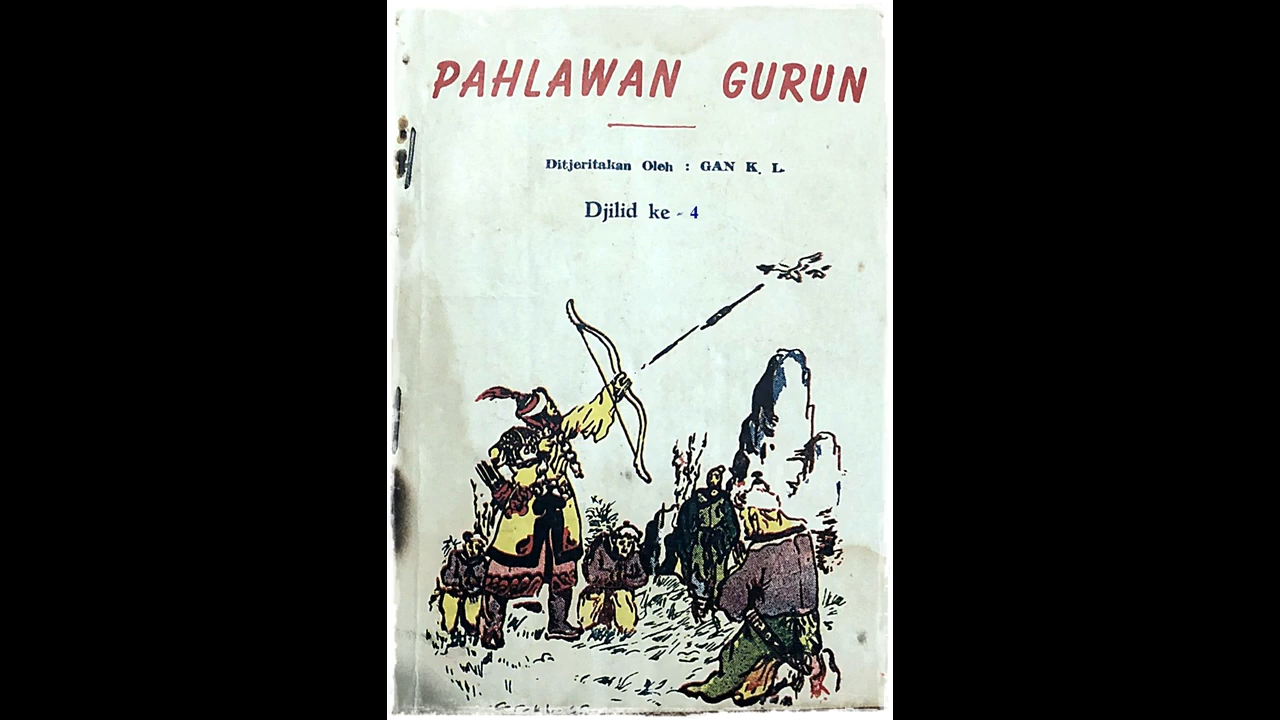 PAHLAWAN GURUN
Ditjeritakan Oleh : GAN K. L.
Djilid ke - 4